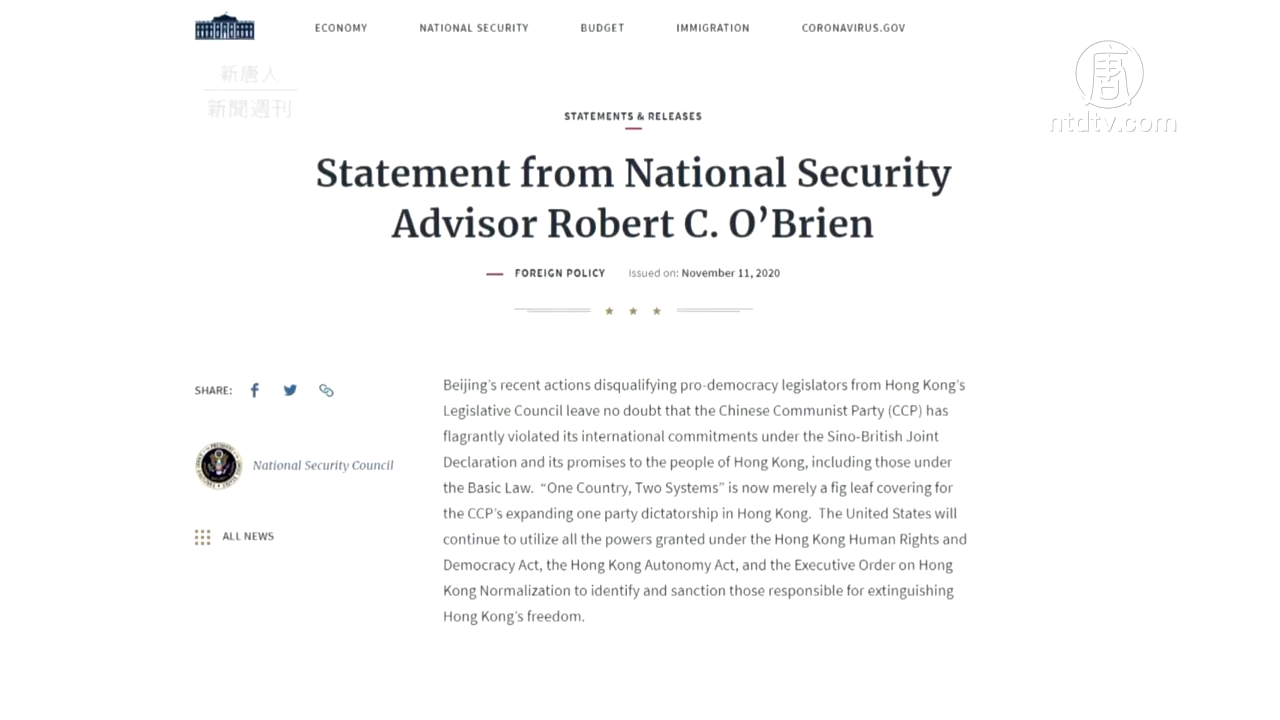 ECONOMY NATIONAL SECURITY BUDGET IMMIGRATION CORONAVIRUS.GOV
新唐人
新聞週刊
唐
ntdtv.com
STATEMENTS & RELEASES
Statement from National Security
Advisor Robert C. O’Brien
FOREIGN POLICY Issued on: November 11, 2020
SHARE:
National Security Council
ALL NEWS
Beijing’s recent actions disqualifying pro-democracy legislators from Hong Kong’s
Legislative Council leave no doubt that the Chinese Communist Party (CCP) has
flagrantly violated its international commitments under the Sino-British Joint
Declaration and its promises to the people of Hong Kong, including those under
the Basic Law.  “One Country, Two Systems” is now merely a fig leaf covering for
the CCP’s expanding one party dictatorship in Hong Kong.  The United States will
continue to utilize all the powers granted under the Hong Kong Human Rights and
Democracy Act, the Hong Kong Autonomy Act, and the Executive Order on Hong
Kong Normalization to identify and sanction those responsible for extinguishing
Hong Kong’s freedom.